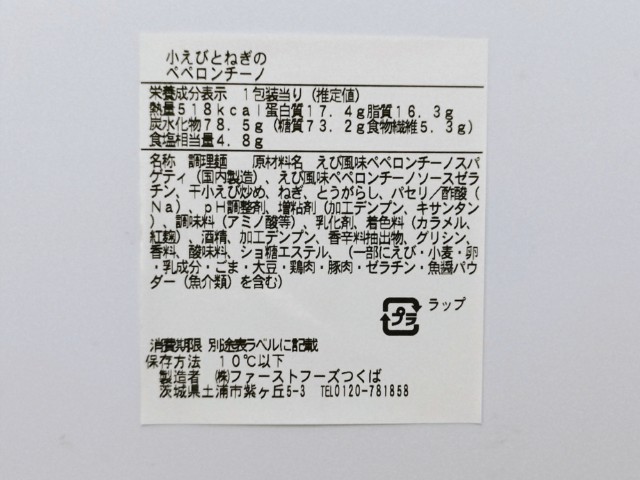 小えびとねぎの
ペペロンチーノ
栄養成分表示　1包装当り（推定値）
熱量518kcal蛋白質17.4g脂質16.3g
炭水化物78.5g（糖質73.2g食物繊維5.3g）
食塩相当量4.8g
名称　調理麺　原材料名　えび風味ペペロンチーノスパ
ゲティ（国内製造）、えび風味ペペロンチーノソースゼラ
チン、干小えび炒め、ねぎ、とうがらし、パセリ／酢酸（
Na）、pH調整剤、増粘剤（加工デンプン、キサンタン
）、調味料（アミノ酸等）、乳化剤、着色料（カラメル、
紅麹）、酒精、加工デンプン、香辛料抽出物、グリシン、
香料、酸味料、ショ糖エステル、（一部にえび・小麦・卵
・乳成分・ごま・大豆・鶏肉・豚肉・ゼラチン・魚醤パウ
ダー（魚介類）を含む）
プラ ラップ
消費期限 別途表ラベルに記載
保存方法　10℃以下
製造者　㈱ファーストフーズつくば
茨城県土浦市紫ヶ丘5-3　TEL0120-781858